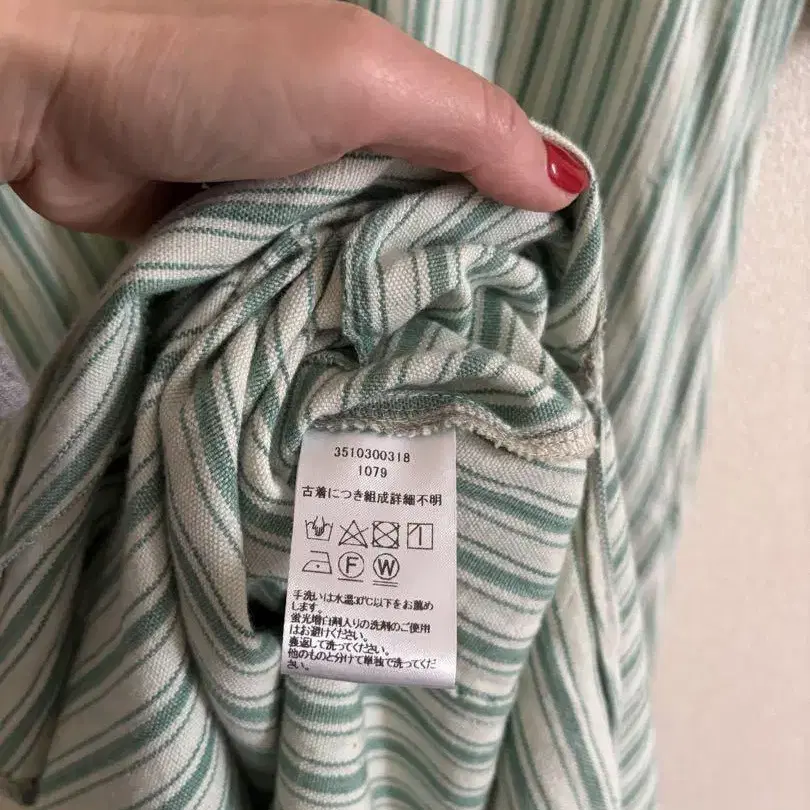 3510300318
1079
古着につき組成詳細不明
F W
手洗いは水温30℃以下をお薦め
します。
蛍光増白剤入りの洗剤のご使用
はお避けください。
裏返して洗ってください。
他のものと分けて単独で洗ってくだ
さい。